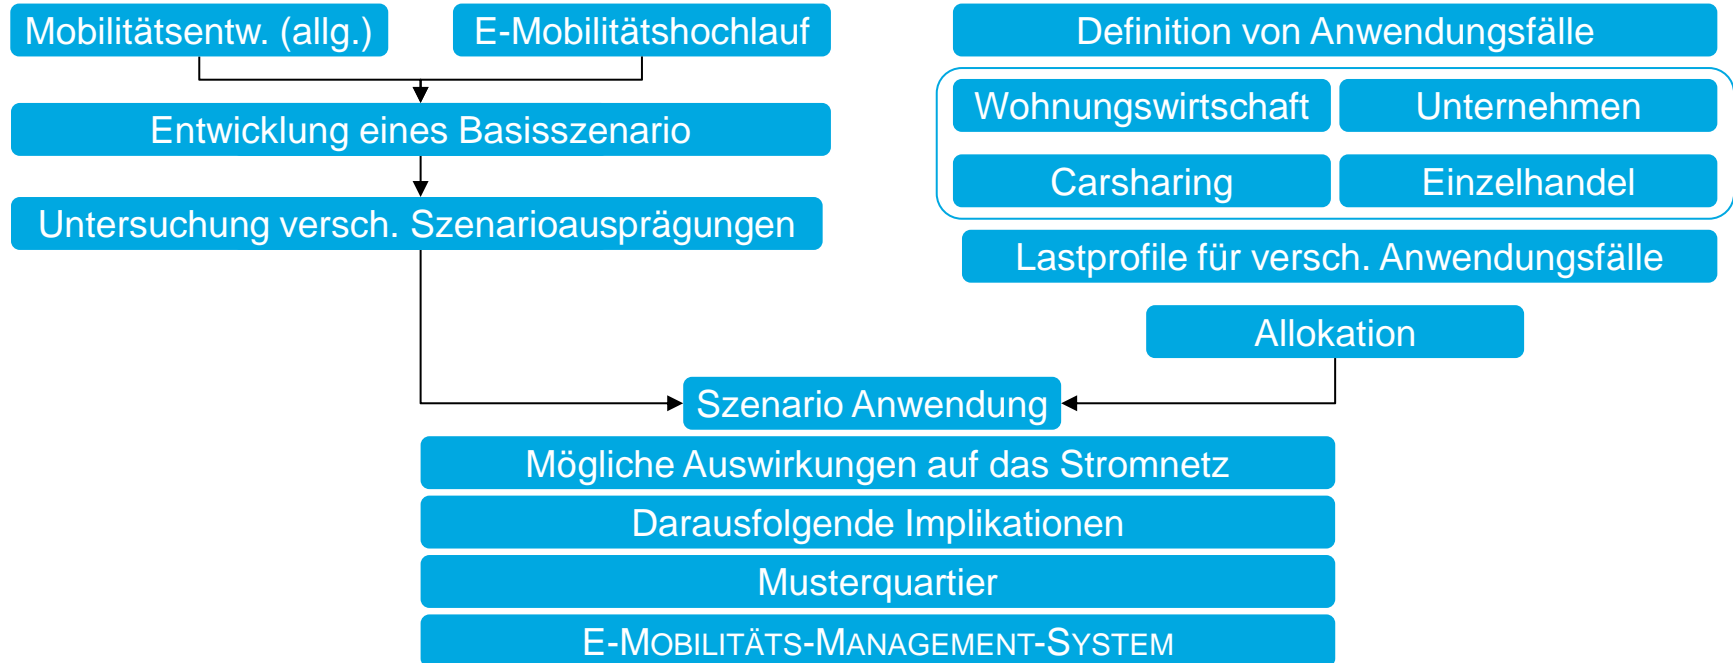 Mobilitätsentw. (allg.)
E-Mobilitätshochlauf
Entwicklung eines Basisszenario
Untersuchung versch. Szenarioausprägungen
Definition von Anwendungsfälle
Wohnungswirtschaft
Unternehmen
Carsharing
Einzelhandel
Lastprofile für versch. Anwendungsfälle
Allokation
Szenario Anwendung
Mögliche Auswirkungen auf das Stromnetz
Darausfolgende Implikationen
Musterquartier
E-MOBILITÄTS-MANAGEMENT-SYSTEM